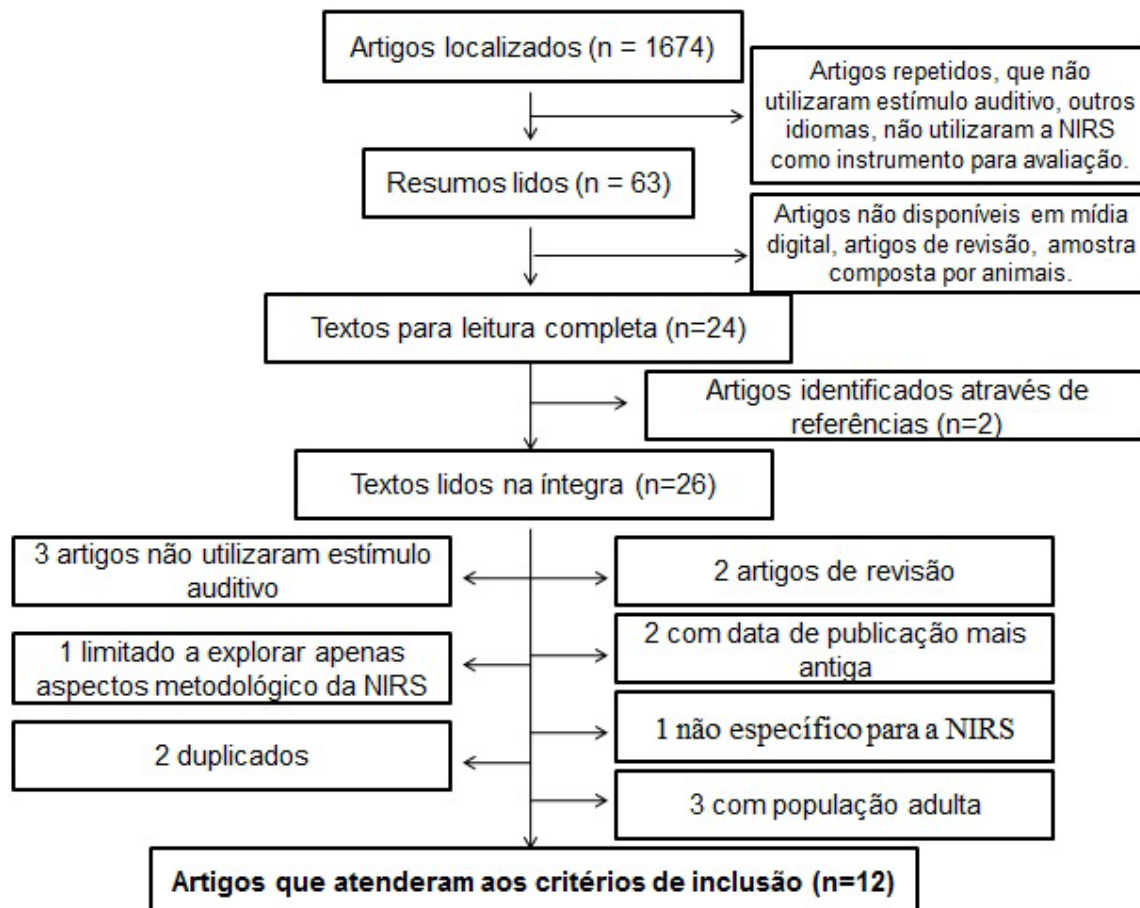 Artigos localizados (n = 1674)
Artigos repetidos, que não
utilizaram estímulo auditivo, outros
idiomas, não utilizaram a NIRS
como instrumento para avaliação.
Resumos lidos (n = 63)
Artigos não disponíveis em mídia
digital, artigos de revisão, amostra
composta por animais.
Textos para leitura completa (n=24)
Artigos identificados através de
referências (n=2)
Textos lidos na íntegra (n=26)
3 artigos não utilizaram estímulo
auditivo
2 artigos de revisão
1 limitado a explorar apenas
aspectos metodológico da NIRS
2 com data de publicação mais
antiga
2 duplicados
1 não específico para a NIRS
3 com população adulta
Artigos que atenderam aos critérios de inclusão (n=12)